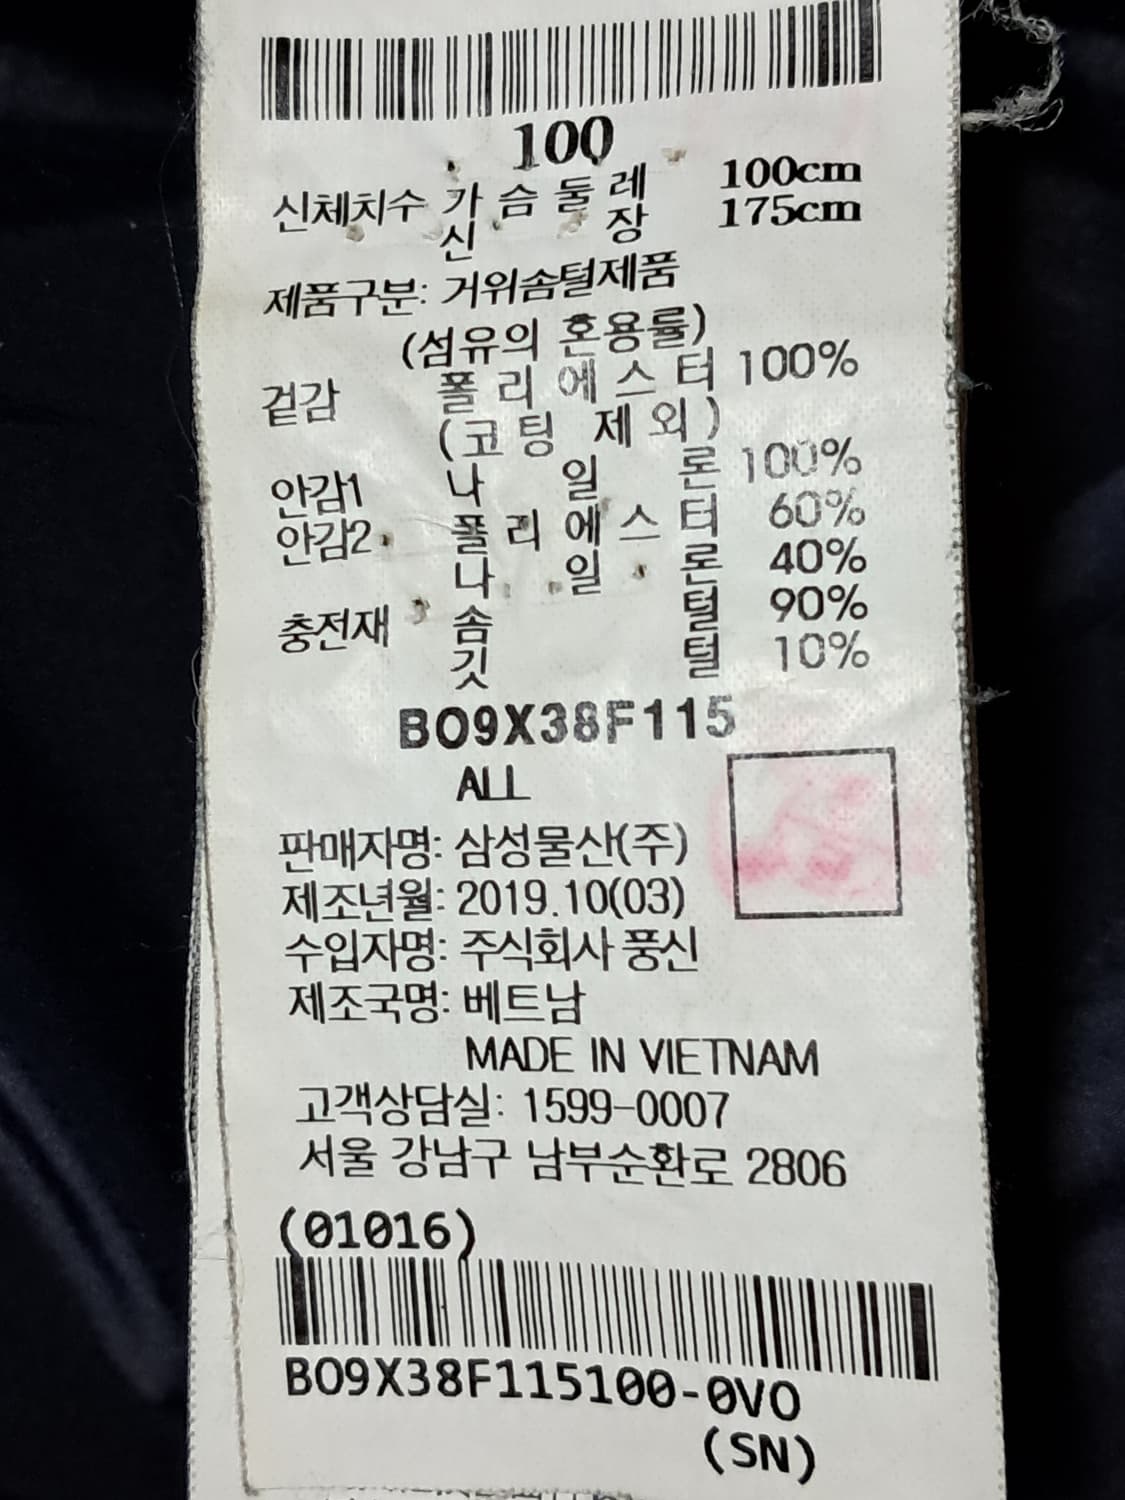 100
신체치수 가슴둘레 100cm
신장 175cm
제품구분: 거위솜털제품
(섬유의 혼용률)
겉감 폴리에스터 100%
(코팅 제외)
안감1 나일론 100%
안감2 폴리에스터 60%
나일론 40%
충전재 솜털 90%
깃털 10%
BO9X38F115
ALL
판매자명: 삼성물산(주)
제조년월: 2019.10(03)
수입자명: 주식회사 풍신
제조국명: 베트남
MADE IN VIETNAM
고객상담실: 1599-0007
서울 강남구 남부순환로 2806
(01016)
BO9X38F115100-0VO
(SN)